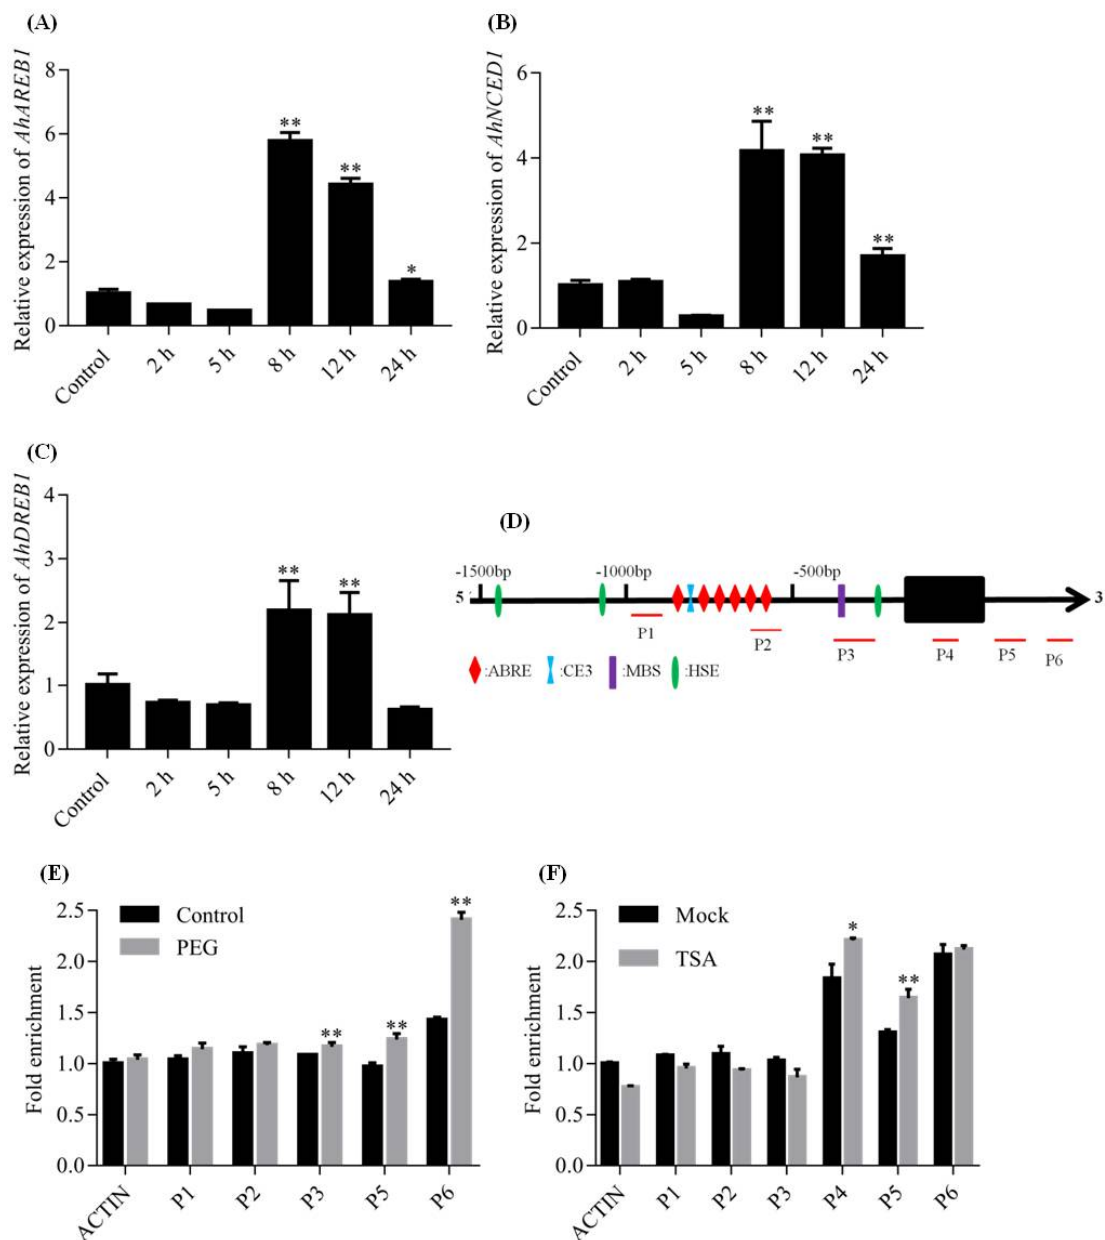 (A)
Relative expression of AhAREB1
8
6
4
2
0
**
**
*
Control
2 h
5 h
8 h
12 h
24 h
(B)
Relative expression of AhNCED1
6
4
2
0
**
**
**
Control
2 h
5 h
8 h
12 h
24 h
(C)
Relative expression of AhDREB1
4
3
2
1
0
**
**
Control
2 h
5 h
8 h
12 h
24 h
(D)
-1500bp
-1000bp
-500bp
5 ′
3
P1
P2
P3
P4
P5
P6
:ABRE
:CE3
:MBS
:HSE
(E)
Fold enrichment
2.5
2.0
1.5
1.0
0.5
0.0
Control
PEG
**
**
**
ACTIN
P1
P2
P3
P5
P6
(F)
Fold enrichment
2.5
2.0
1.5
1.0
0.5
0.0
Mock
TSA
*
**
ACTIN
P1
P2
P3
P4
P5
P6